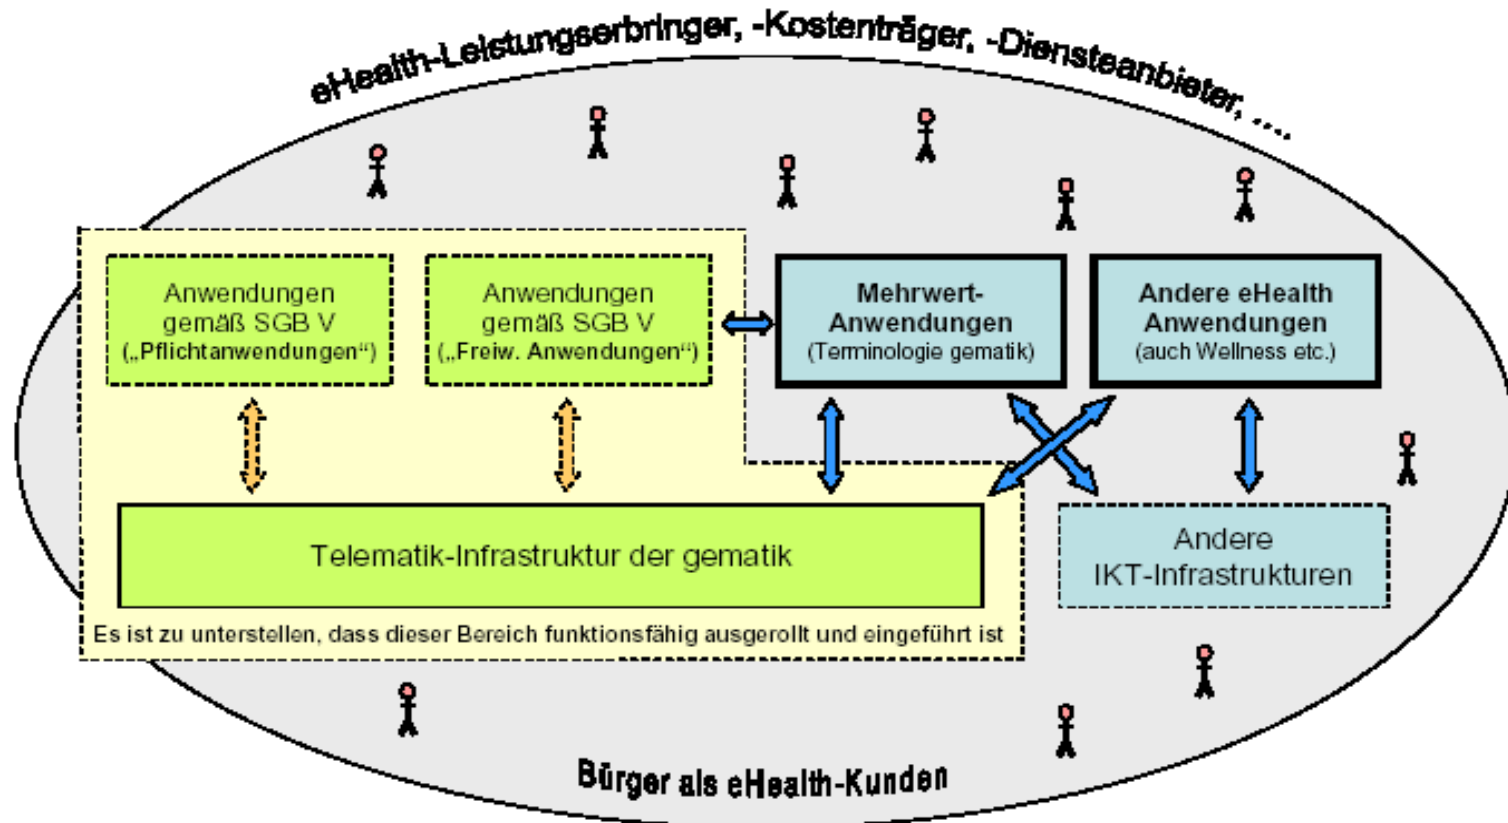 eHealth-Leistungserbringer, -Kostenträger, -Diensteanbieter, ....
Anwendungen
gemäß SGB V
(„Pflichtanwendungen“)
Anwendungen
gemäß SGB V
(„Freiw. Anwendungen“)
Mehrwert-
Anwendungen
(Terminologie gematik)
Andere eHealth
Anwendungen
(auch Wellness etc.)
Telematik-Infrastruktur der gematik
Andere
IKT-Infrastrukturen
Es ist zu unterstellen, dass dieser Bereich funktionsfähig ausgerollt und eingeführt ist
Bürger als eHealth-Kunden